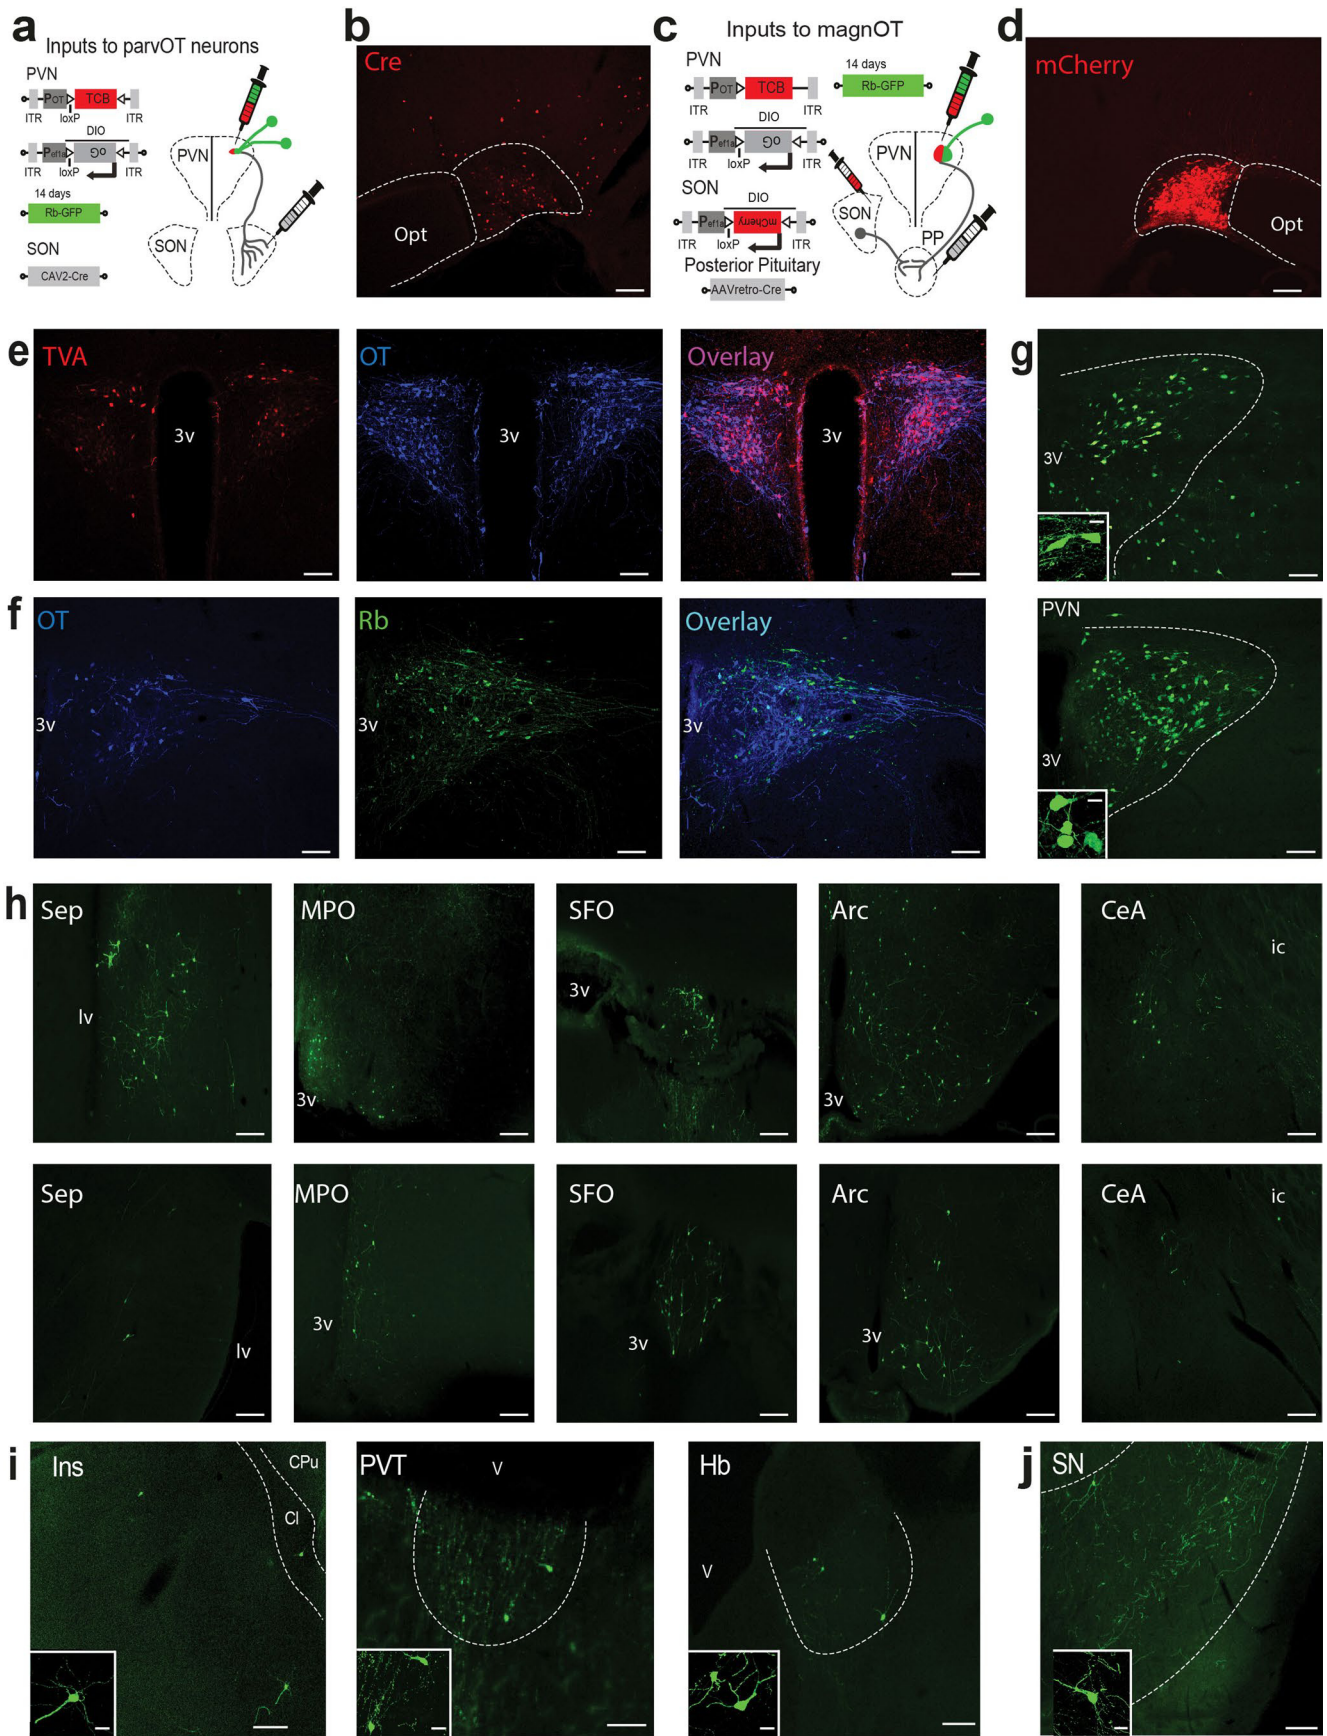 a
Inputs to parvOT neurons
PVN
POT
TCB
ITR
loxP
ITR
DIO
Pef1a
oG
ITR
loxP
ITR
14 days
Rb-GFP
SON
CAV2-Cre
PVN
SON
b
Cre
Opt
c
Inputs to magnOT
PVN
POT
TCB
ITR
ITR
14 days
Rb-GFP
DIO
Pef1a
oG
ITR
loxP
ITR
SON
DIO
Pef1a
mCherry
ITR
loxP
ITR
Posterior Pituitary
AAVretro-Cre
PVN
SON
PP
d
mCherry
Opt
e
TVA
3v
OT
3v
Overlay
3v
f
OT
3v
Rb
3v
Overlay
3v
g
3V
PVN
3V
h
Sep
lv
MPO
3v
SFO
3v
Arc
3v
CeA
ic
Sep
lv
MPO
3v
SFO
3v
Arc
3v
CeA
ic
i
Ins
CPu
Cl
PVT
V
Hb
V
j
SN